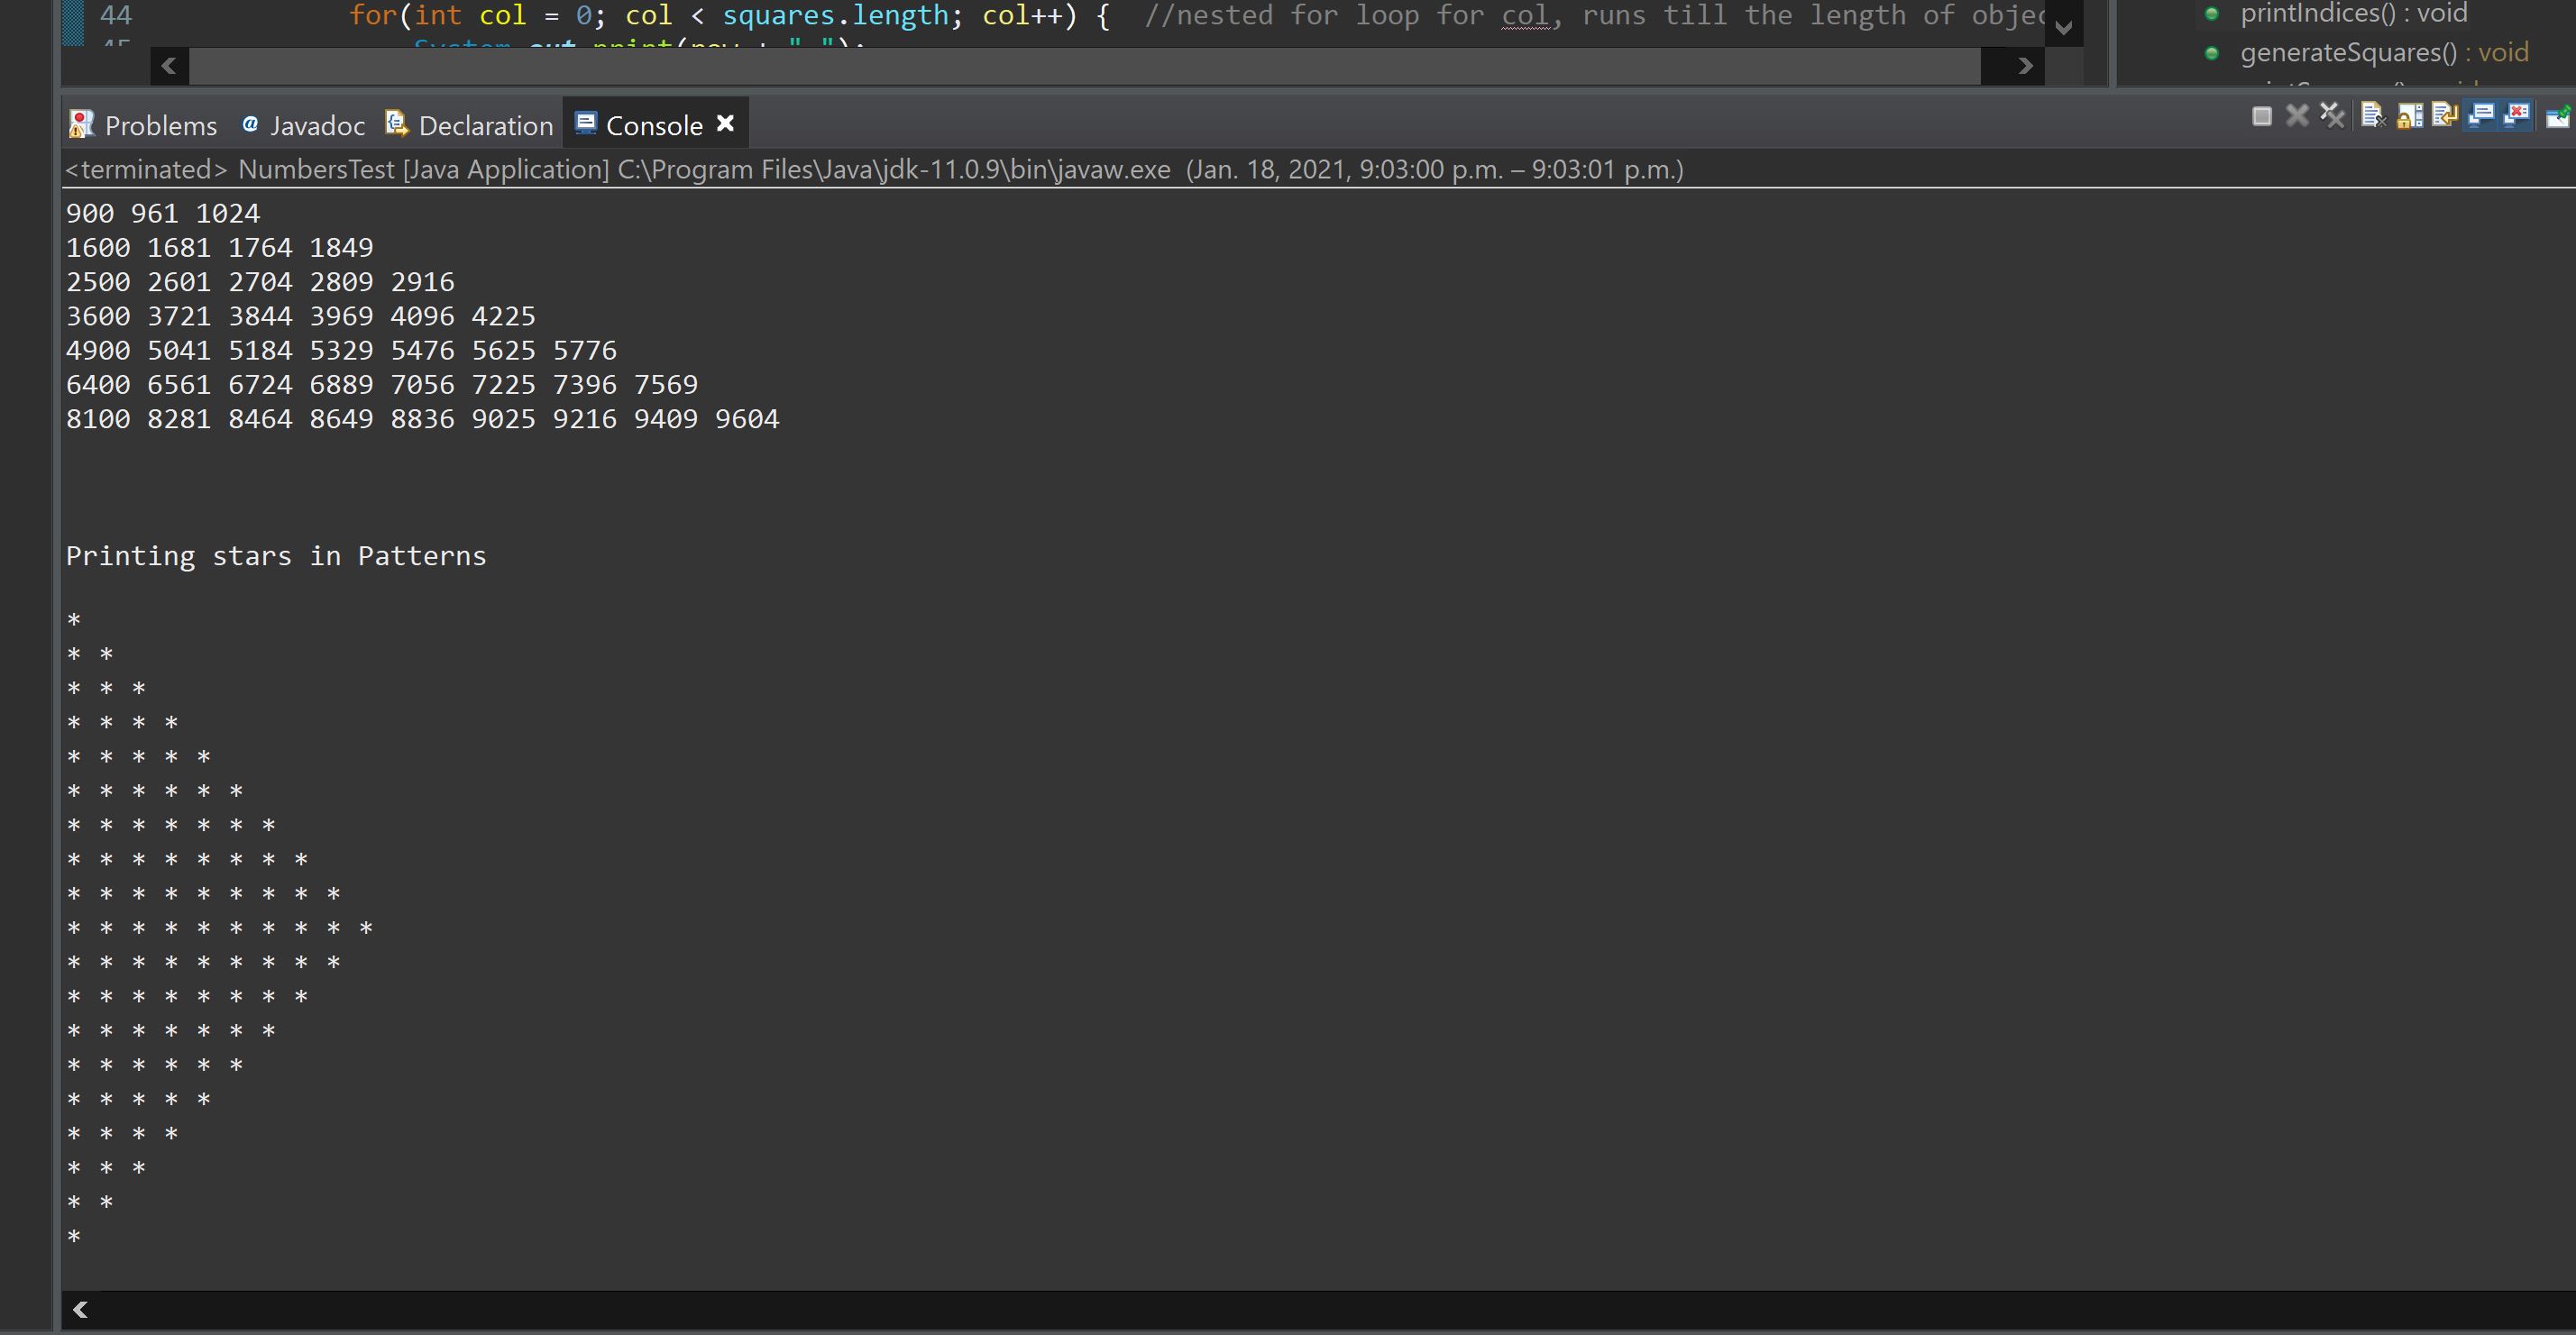 44 for(int col = 0; col < squares.length; col++) { //nested for loop for col, runs till the length of objec
printIndices() : void
generateSquares() : void
Problems @ Javadoc Declaration Console
<terminated> NumbersTest [Java Application] C:\Program Files\Java\jdk-11.0.9\bin\javaw.exe (Jan. 18, 2021, 9:03:00 p.m. – 9:03:01 p.m.)
900 961 1024
1600 1681 1764 1849
2500 2601 2704 2809 2916
3600 3721 3844 3969 4096 4225
4900 5041 5184 5329 5476 5625 5776
6400 6561 6724 6889 7056 7225 7396 7569
8100 8281 8464 8649 8836 9025 9216 9409 9604
Printing stars in Patterns
*
* *
* * *
* * * *
* * * * *
* * * * * *
* * * * * * *
* * * * * * * *
* * * * * * * * *
* * * * * * * * * *
* * * * * * * * *
* * * * * * * *
* * * * * * *
* * * * * *
* * * * *
* * * *
* * *
* *
*